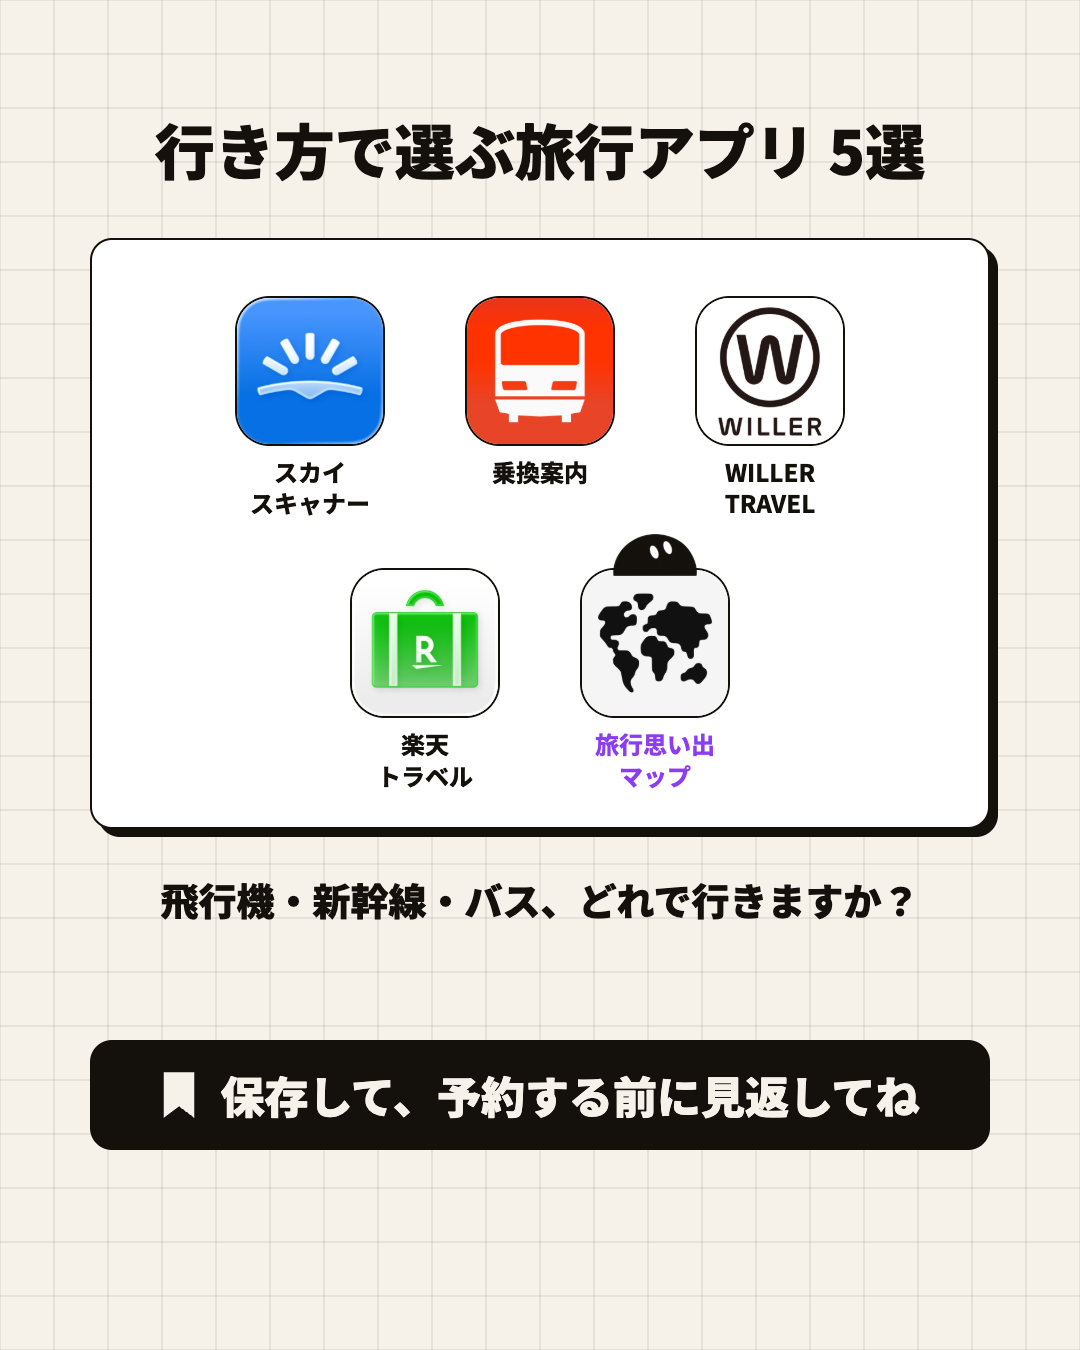 行き方で選ぶ旅行アプリ 5選
W
WILLER
スカイ
スキャナー
乗換案内
WILLER
TRAVEL
R
楽天
トラベル
旅行思い出
マップ
飛行機・新幹線・バス、どれで行きますか？
保存して、予約する前に見返してね